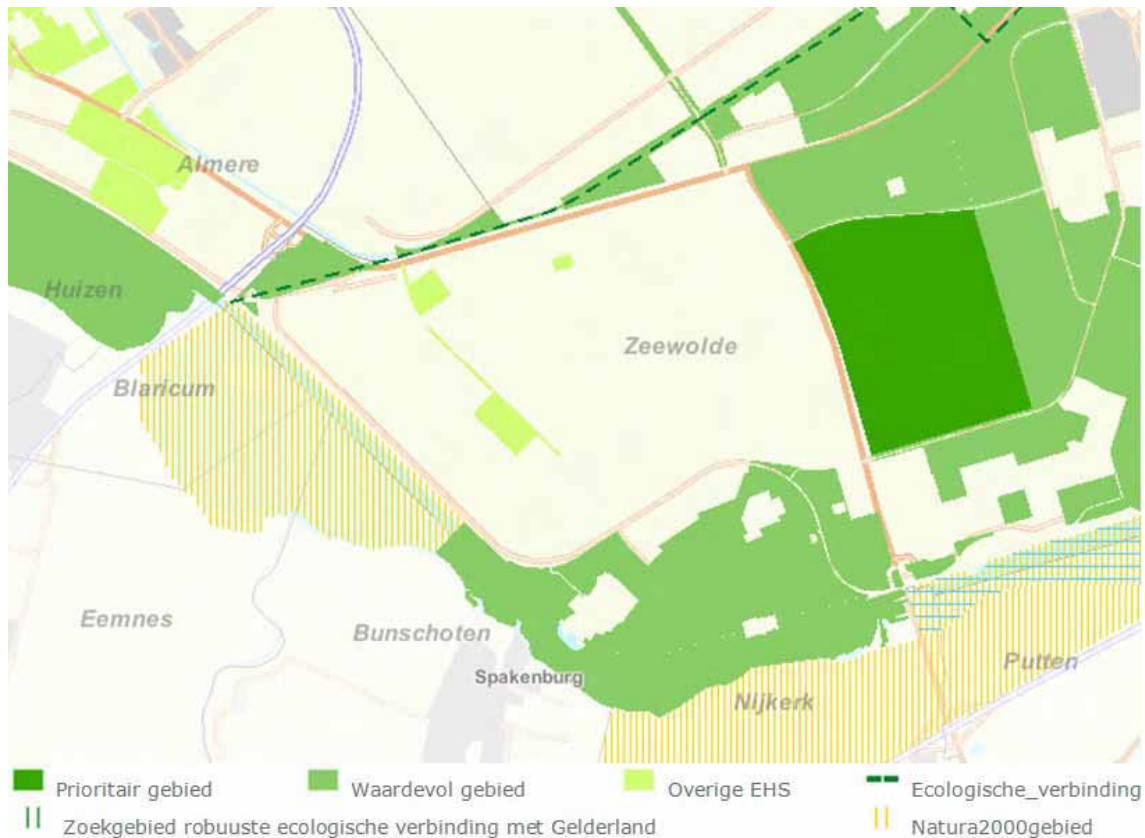 Almere
Huizen
Zeewolde
Blaricum
Eemnes
Bunschoten
Putten
Spakenburg
Nijkerk
Prioritair gebied Waardevol gebied Overige EHS Ecologische_verbinding
Zoekgebied robuuste ecologische verbinding met Gelderland Natura2000gebied